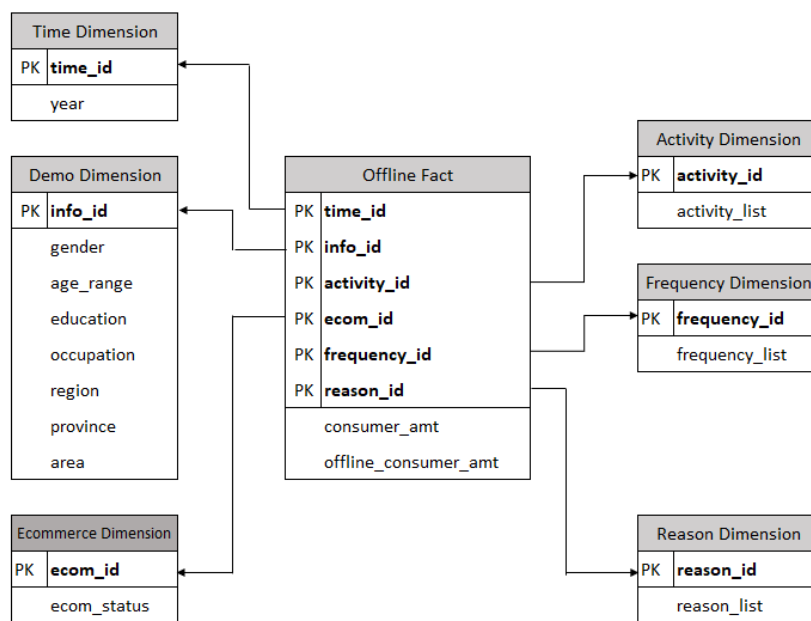 Time Dimension
PK time_id
year
Demo Dimension
PK info_id
gender
age_range
education
occupation
region
province
area
Ecommerce Dimension
PK ecom_id
ecom_status
Offline Fact
PK time_id
PK info_id
PK activity_id
PK ecom_id
PK frequency_id
PK reason_id
consumer_amt
offline_consumer_amt
Activity Dimension
PK activity_id
activity_list
Frequency Dimension
PK frequency_id
frequency_list
Reason Dimension
PK reason_id
reason_list